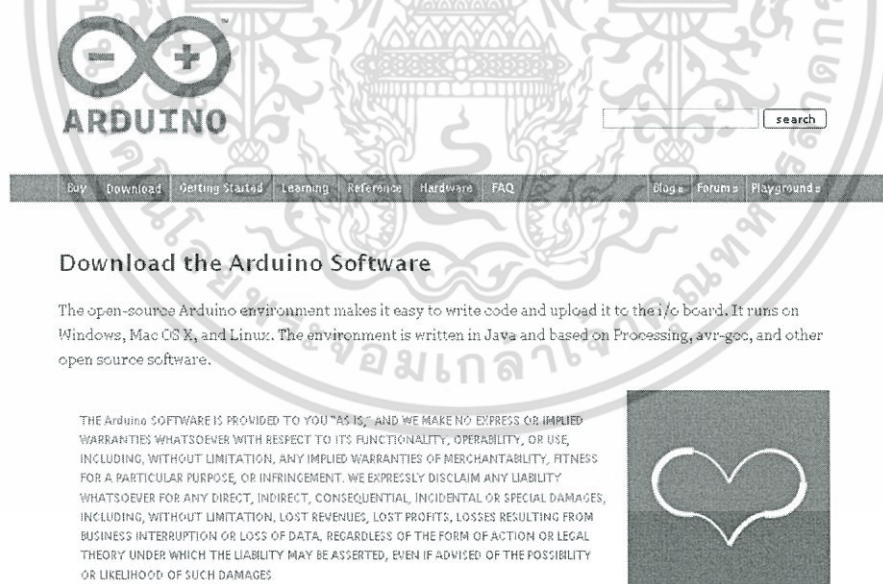 ARDUINO
search
Buy Download Getting Started Learning Reference Hardware FAQ Blog » Forum » Playground »
Download the Arduino Software
The open-source Arduino environment makes it easy to write code and upload it to the i/o board. It runs on
Windows, Mac OS X, and Linux. The environment is written in Java and based on Processing, avr-gcc, and other
open source software.
THE Arduino SOFTWARE IS PROVIDED TO YOU "AS IS," AND WE MAKE NO EXPRESS OR IMPLIED
WARRANTIES WHATSOEVER WITH RESPECT TO ITS FUNCTIONALITY, OPERABILITY, OR USE,
INCLUDING, WITHOUT LIMITATION, ANY IMPLIED WARRANTIES OF MERCHANTABILITY, FITNESS
FOR A PARTICULAR PURPOSE, OR INFRINGEMENT. WE EXPRESSLY DISCLAIM ANY LIABILITY
WHATSOEVER FOR ANY DIRECT, INDIRECT, CONSEQUENTIAL, INCIDENTAL OR SPECIAL DAMAGES,
INCLUDING, WITHOUT LIMITATION, LOST REVENUES, LOST PROFITS, LOSSES RESULTING FROM
BUSINESS INTERRUPTION OR LOSS OF DATA, REGARDLESS OF THE FORM OF ACTION OR LEGAL
THEORY UNDER WHICH THE LIABILITY MAY BE ASSERTED, EVEN IF ADVISED OF THE POSSIBILITY
OR LIKELIHOOD OF SUCH DAMAGES